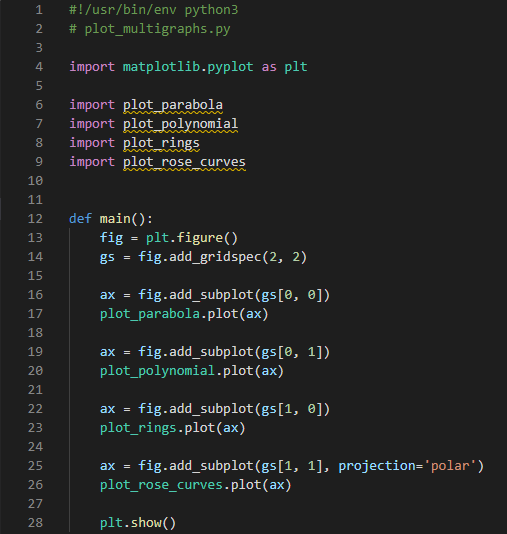 1 #!/usr/bin/env python3
2 # plot_multigraphs.py
3
4 import matplotlib.pyplot as plt
5
6 import plot_parabola
7 import plot_polynomial
8 import plot_rings
9 import plot_rose_curves
10
11
12 def main():
13     fig = plt.figure()
14     gs = fig.add_gridspec(2, 2)
15
16     ax = fig.add_subplot(gs[0, 0])
17     plot_parabola.plot(ax)
18
19     ax = fig.add_subplot(gs[0, 1])
20     plot_polynomial.plot(ax)
21
22     ax = fig.add_subplot(gs[1, 0])
23     plot_rings.plot(ax)
24
25     ax = fig.add_subplot(gs[1, 1], projection='polar')
26     plot_rose_curves.plot(ax)
27
28     plt.show()